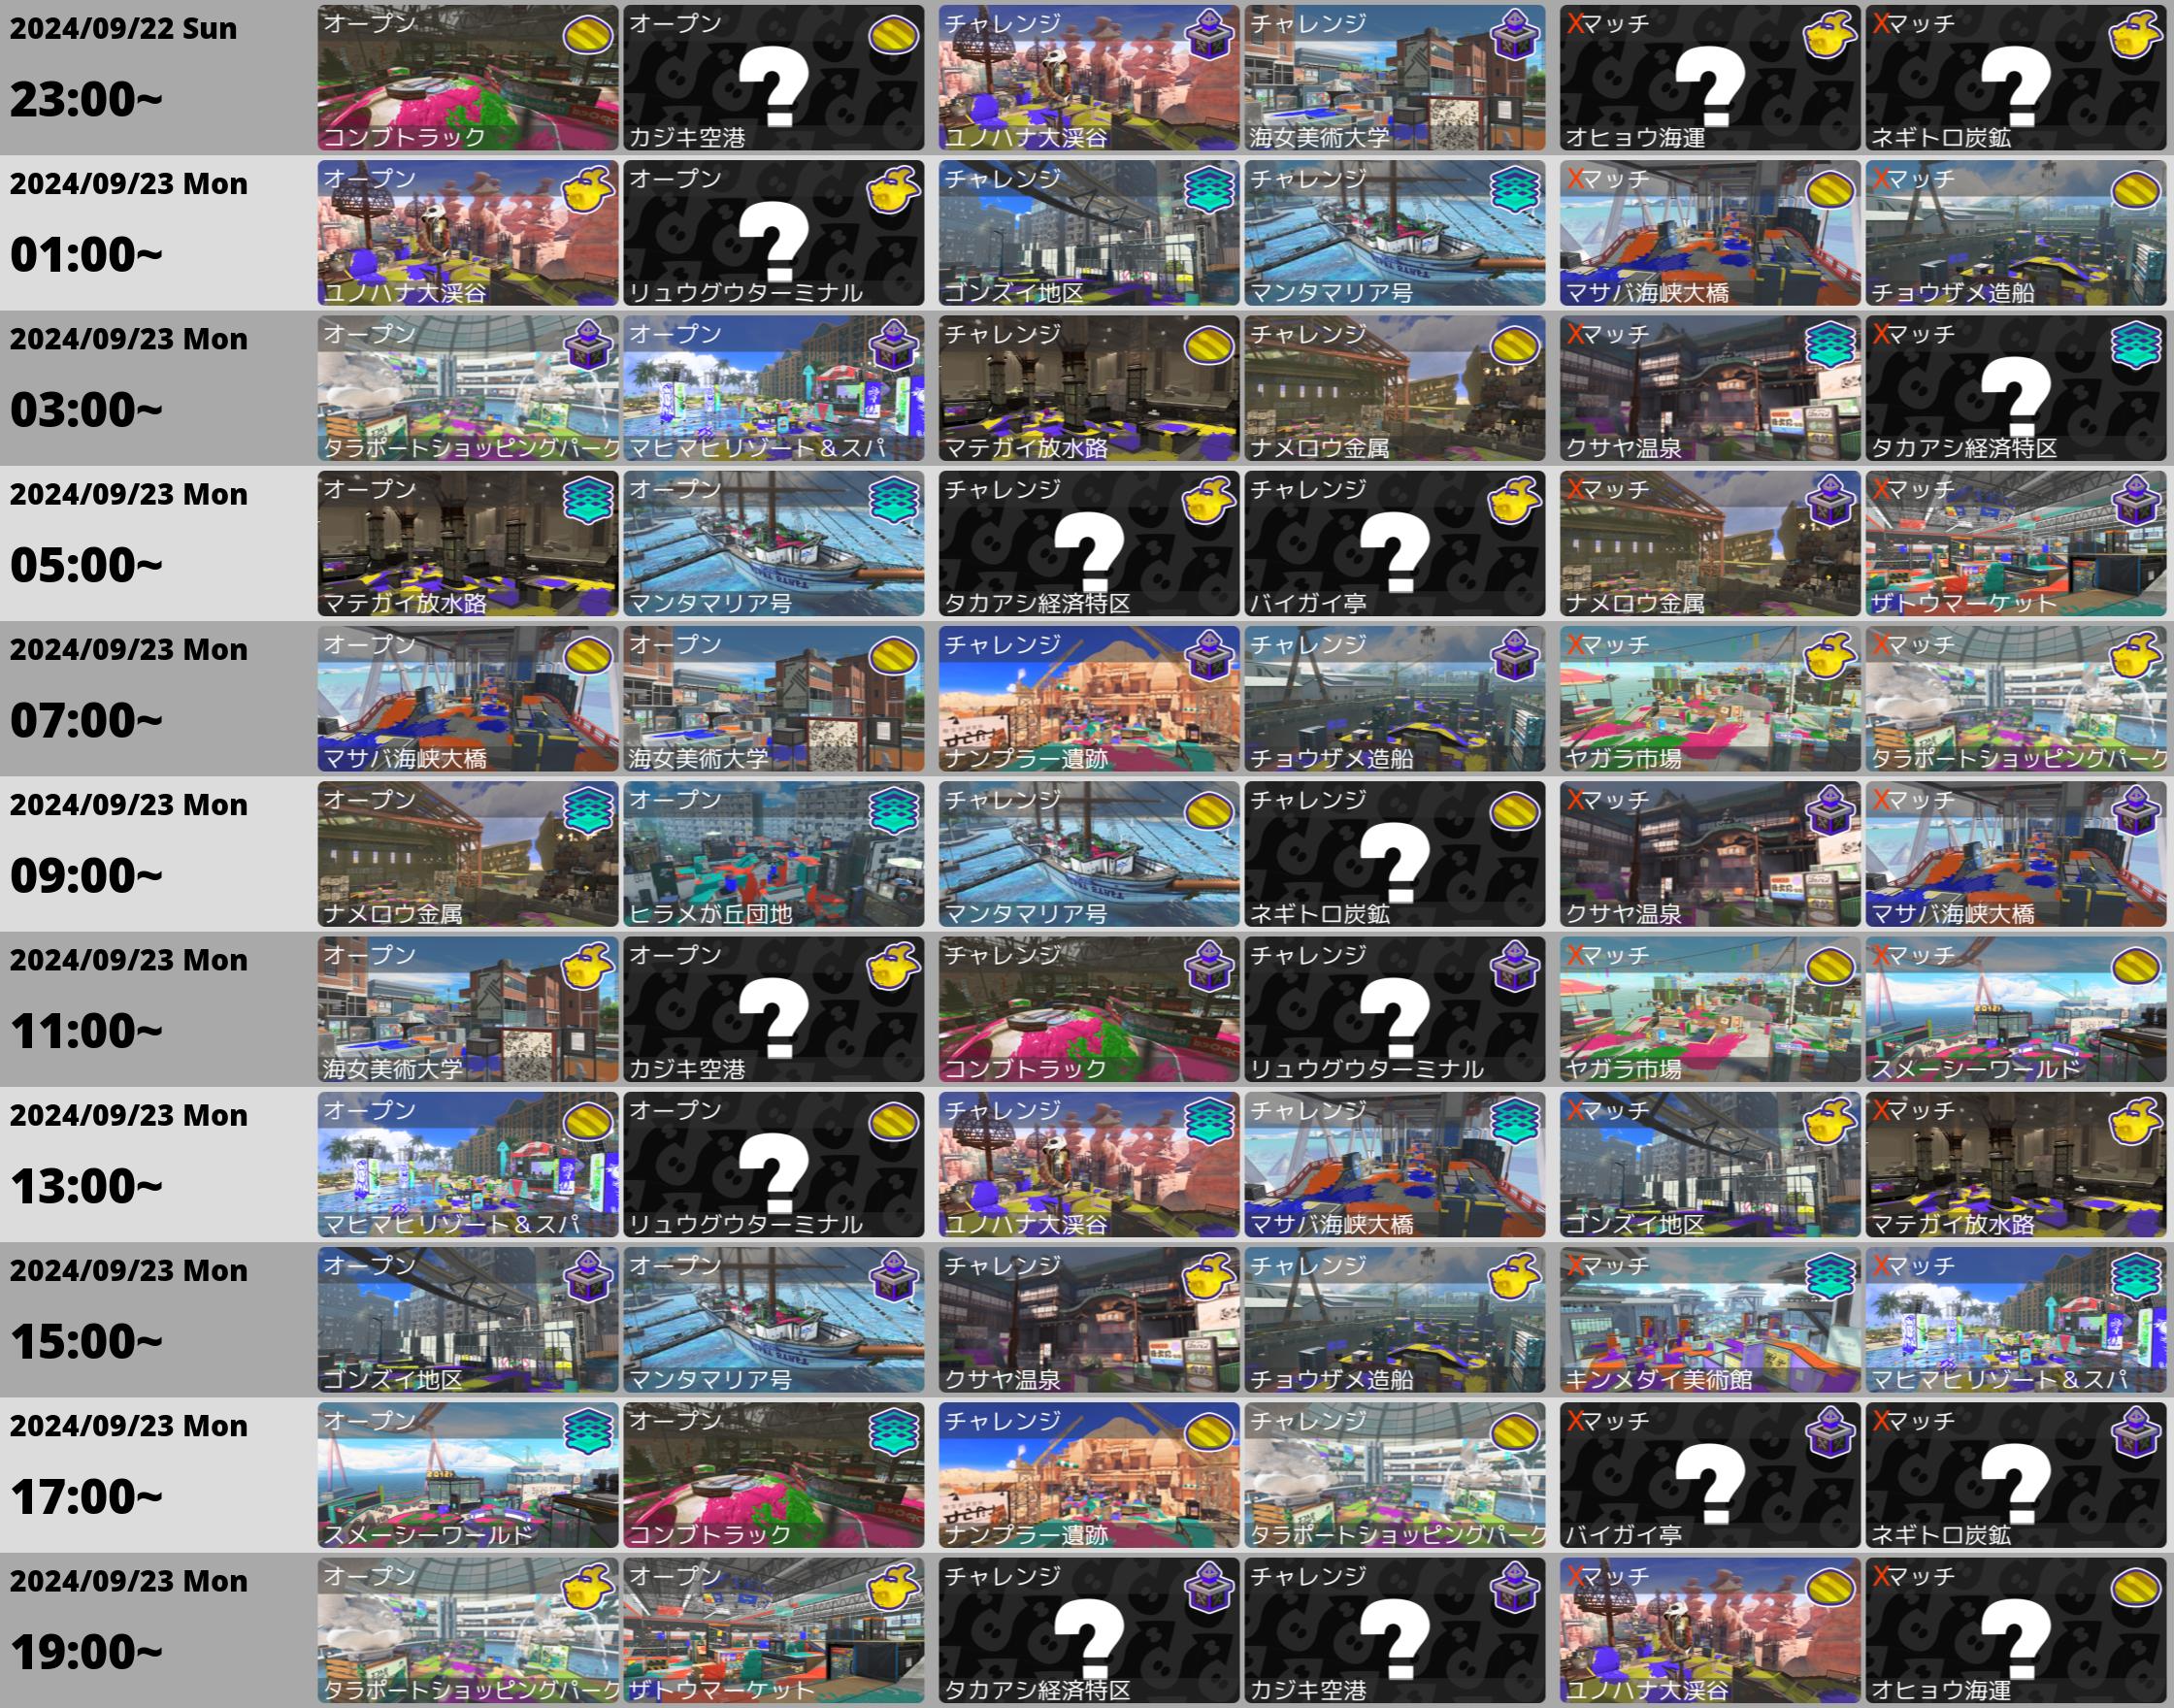 2024/09/22 Sun
23:00~
オープン
コンブトラック
オープン
カジキ空港
チャレンジ
ユノハナ大渓谷
チャレンジ
海女美術大学
Xマッチ
オヒョウ海運
Xマッチ
ネギトロ炭鉱
2024/09/23 Mon
01:00~
オープン
ユノハナ大渓谷
オープン
リュウグウターミナル
チャレンジ
ゴンズイ地区
チャレンジ
マンタマリア号
Xマッチ
マサバ海峡大橋
Xマッチ
チョウザメ造船
2024/09/23 Mon
03:00~
オープン
タラポートショッピングパーク
オープン
マヒマヒリゾート&スパ
チャレンジ
マテガイ放水路
チャレンジ
ナメロウ金属
Xマッチ
クサヤ温泉
Xマッチ
タカアシ経済特区
2024/09/23 Mon
05:00~
オープン
マテガイ放水路
オープン
マンタマリア号
チャレンジ
タカアシ経済特区
チャレンジ
バイガイ亭
Xマッチ
ナメロウ金属
Xマッチ
ザトウマーケット
2024/09/23 Mon
07:00~
オープン
マサバ海峡大橋
オープン
海女美術大学
チャレンジ
ナンプラー遺跡
チャレンジ
チョウザメ造船
Xマッチ
ヤガラ市場
Xマッチ
タラポートショッピングパーク
2024/09/23 Mon
09:00~
オープン
ナメロウ金属
オープン
ヒラメが丘団地
チャレンジ
マンタマリア号
チャレンジ
ネギトロ炭鉱
Xマッチ
クサヤ温泉
Xマッチ
マサバ海峡大橋
2024/09/23 Mon
11:00~
オープン
海女美術大学
オープン
カジキ空港
チャレンジ
コンブトラック
チャレンジ
リュウグウターミナル
Xマッチ
ヤガラ市場
Xマッチ
スメーシーワールド
2024/09/23 Mon
13:00~
オープン
マヒマヒリゾート&スパ
オープン
リュウグウターミナル
チャレンジ
ユノハナ大渓谷
チャレンジ
マサバ海峡大橋
Xマッチ
ゴンズイ地区
Xマッチ
マテガイ放水路
2024/09/23 Mon
15:00~
オープン
ゴンズイ地区
オープン
マンタマリア号
チャレンジ
クサヤ温泉
チャレンジ
チョウザメ造船
Xマッチ
キンメダイ美術館
Xマッチ
マヒマヒリゾート&スパ
2024/09/23 Mon
17:00~
オープン
スメーシーワールド
オープン
コンブトラック
チャレンジ
ナンプラー遺跡
チャレンジ
タラポートショッピングパーク
Xマッチ
バイガイ亭
Xマッチ
ネギトロ炭鉱
2024/09/23 Mon
19:00~
オープン
タラポートショッピングパーク
オープン
ザトウマーケット
チャレンジ
タカアシ経済特区
チャレンジ
カジキ空港
Xマッチ
ユノハナ大渓谷
Xマッチ
オヒョウ海運